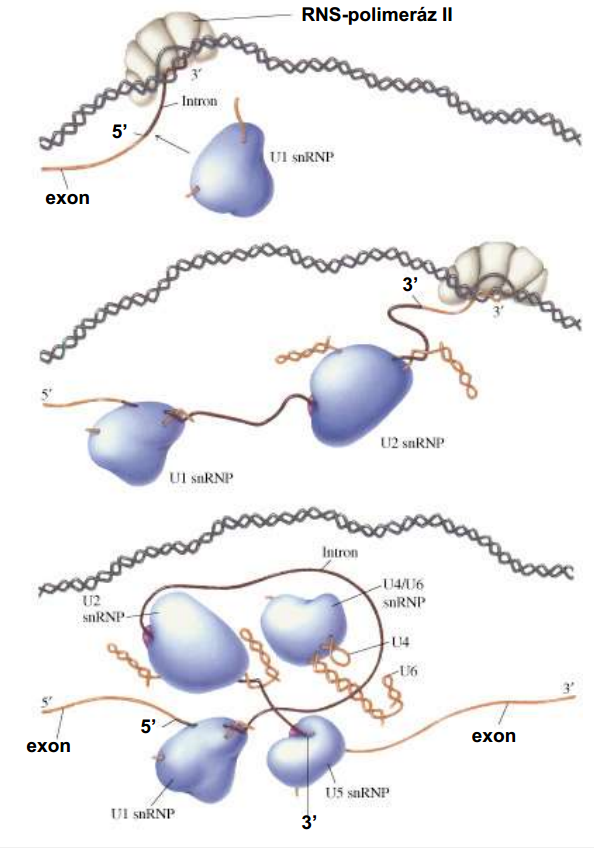 RNS-polimeráz II
3′
Intron
5’
U1 snRNP
exon
3’
3′
5′
U2 snRNP
U1 snRNP
Intron
U2
snRNP
U4/U6
snRNP
U4
U6
5′
3′
5’
exon
exon
U5 snRNP
U1 snRNP
3’